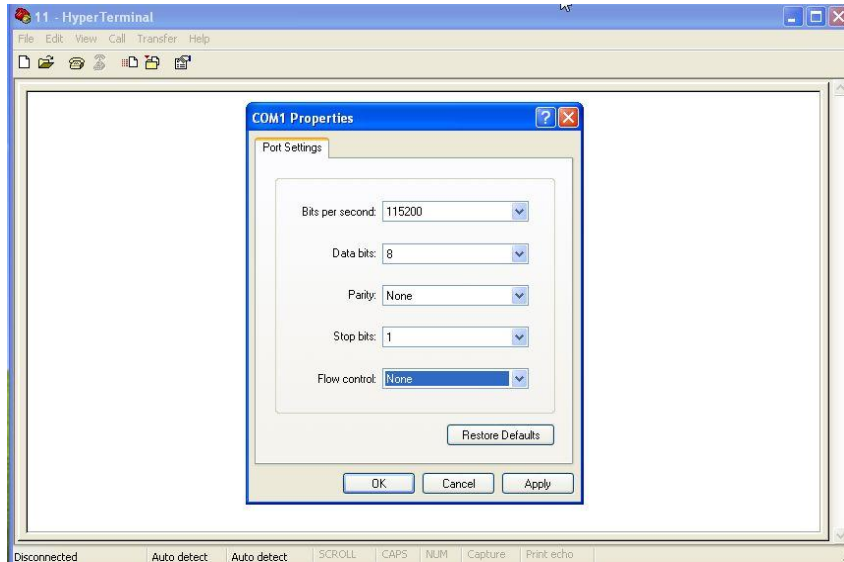 11 - HyperTerminal
File Edit View Call Transfer Help
COM1 Properties
Port Settings
Bits per second: 115200
Data bits: 8
Parity: None
Stop bits: 1
Flow control: None
Restore Defaults
OK Cancel Apply
Disconnected Auto detect Auto detect SCROLL CAPS NUM Capture Print echo